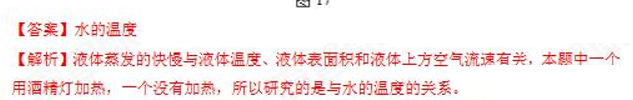 图 17
【答案】水的温度
【解析】液体蒸发的快慢与液体温度、液体表面积和液体上方空气流速有关，本题中一个
用酒精灯加热，一个没有加热，所以研究的是与水的温度的关系。